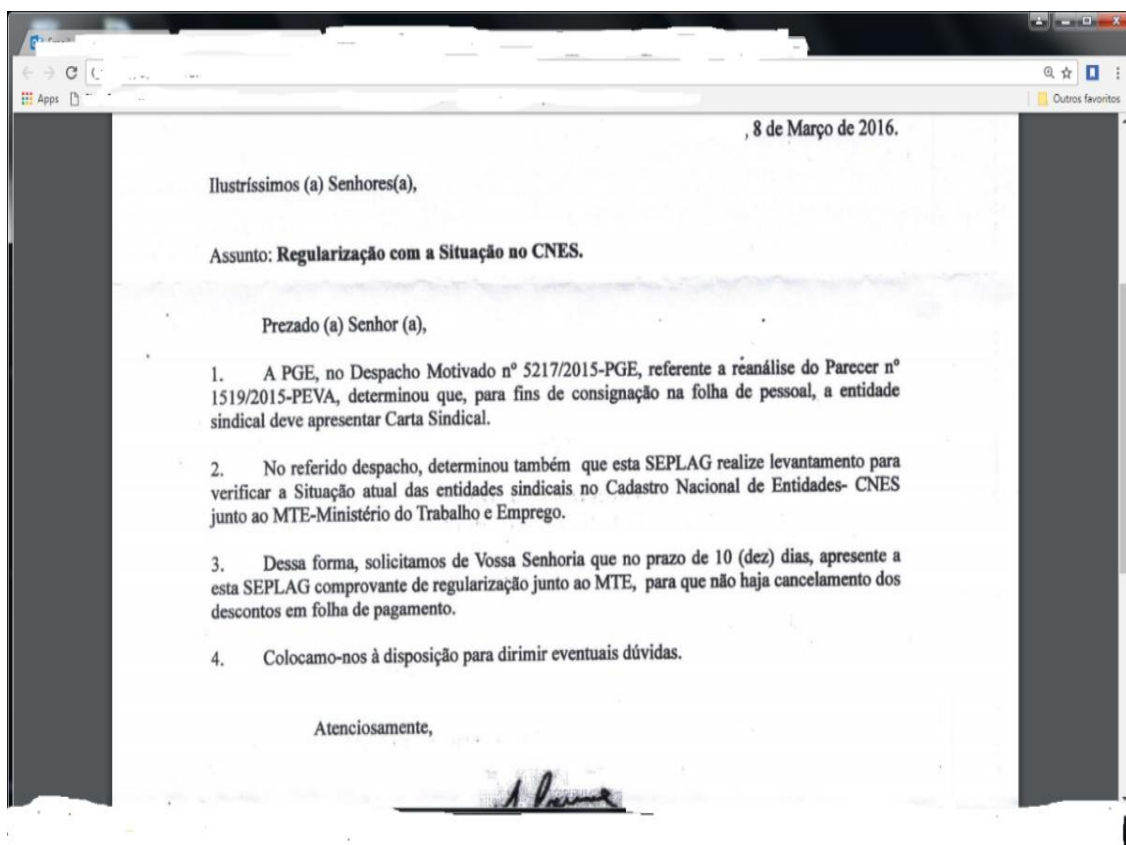 Apps
Outros favoritos
, 8 de Março de 2016.
Ilustríssimos (a) Senhores(a),
Assunto: Regularização com a Situação no CNES.
Prezado (a) Senhor (a),
1. A PGE, no Despacho Motivado nº 5217/2015-PGE, referente a reanálise do Parecer nº
1519/2015-PEVA, determinou que, para fins de consignação na folha de pessoal, a entidade
sindical deve apresentar Carta Sindical.
2. No referido despacho, determinou também que esta SEPLAG realize levantamento para
verificar a Situação atual das entidades sindicais no Cadastro Nacional de Entidades- CNES
junto ao MTE-Ministério do Trabalho e Emprego.
3. Dessa forma, solicitamos de Vossa Senhoria que no prazo de 10 (dez) dias, apresente a
esta SEPLAG comprovante de regularização junto ao MTE, para que não haja cancelamento dos
descontos em folha de pagamento.
4. Colocamo-nos à disposição para dirimir eventuais dúvidas.
Atenciosamente,